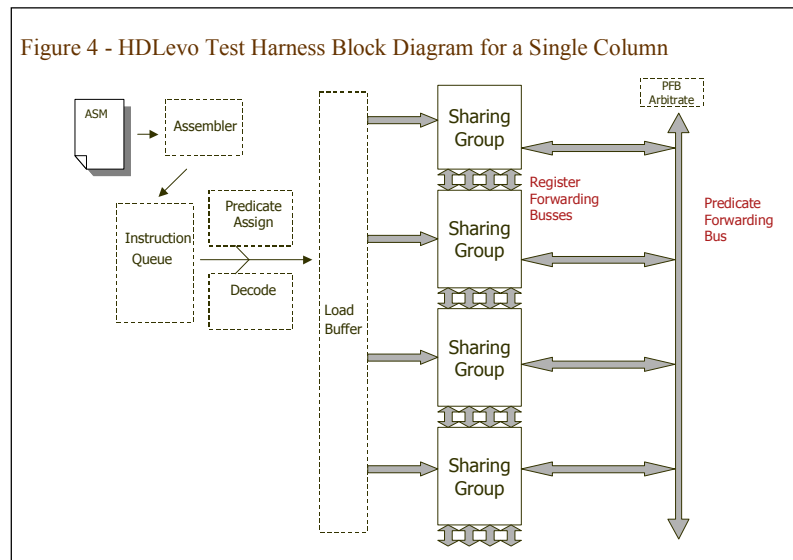 Figure 4 - HDLevo Test Harness Block Diagram for a Single Column
ASM
Assembler
Instruction
Queue
Predicate
Assign
Decode
Load
Buffer
Sharing
Group
Sharing
Group
Sharing
Group
Sharing
Group
Register
Forwarding
Busses
PFB
Arbitrate
Predicate
Forwarding
Bus